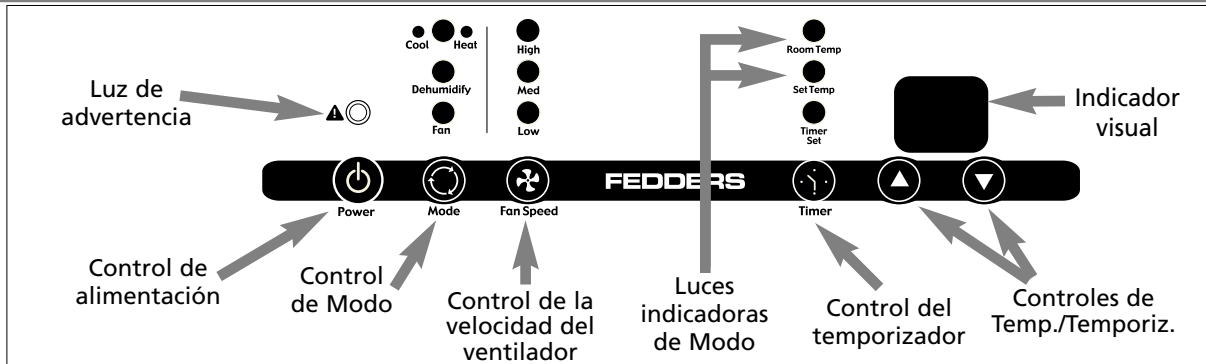 Cool Heat
High
Room Temp
Dehumidify
Med
Set Temp
Fan
Low
Timer
Set
Luz de
advertencia
Indicador
visual
FEDDERS
Power
Mode
Fan Speed
Timer
Control de
alimentación
Control
de Modo
Control de la
velocidad del
ventilador
Luces
indicadoras
de Modo
Control del
temporizador
Controles de
Temp./Temporiz.